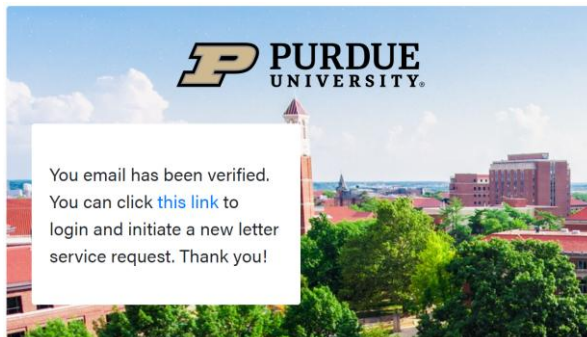 PURDUE
UNIVERSITY®
You email has been verified.
You can click this link to
login and initiate a new letter
service request. Thank you!